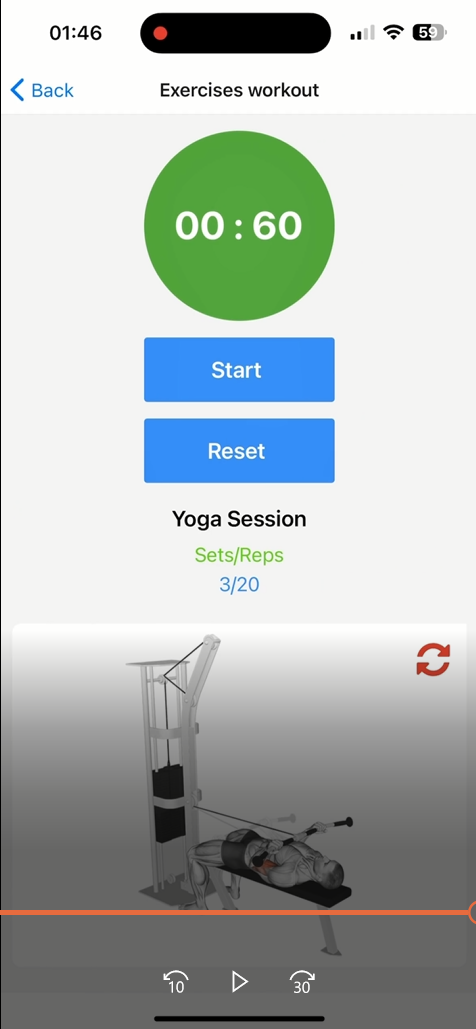 01:46
59
Back
Exercises workout
00 : 60
Start
Reset
Yoga Session
Sets/Reps
3/20
10
30